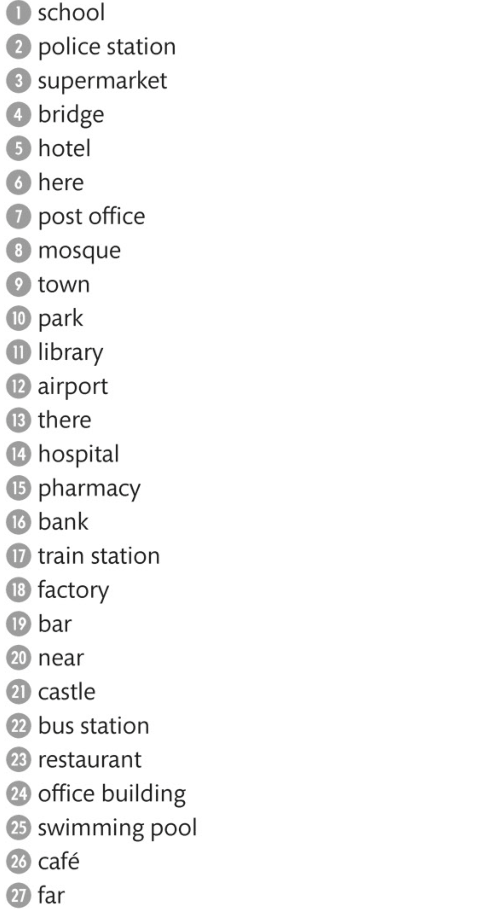 1 school
2 police station
3 supermarket
4 bridge
5 hotel
6 here
7 post office
8 mosque
9 town
10 park
11 library
12 airport
13 there
14 hospital
15 pharmacy
16 bank
17 train station
18 factory
19 bar
20 near
21 castle
22 bus station
23 restaurant
24 office building
25 swimming pool
26 café
27 far